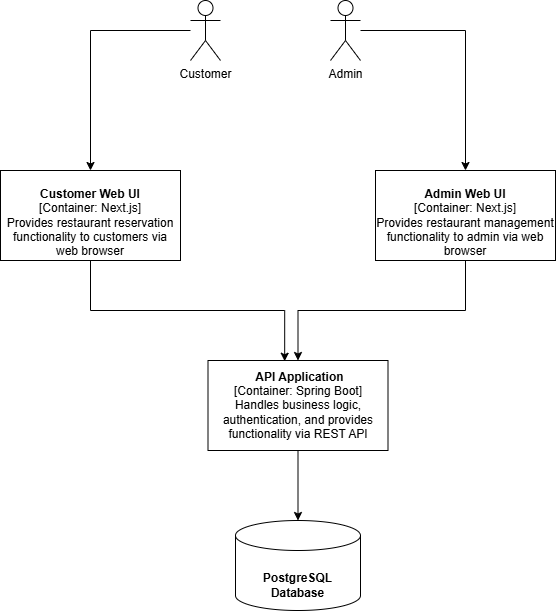 Customer
Admin
Customer Web UI
[Container: Next.js]
Provides restaurant reservation
functionality to customers via
web browser
Admin Web UI
[Container: Next.js]
Provides restaurant management
functionality to admin via web
browser
API Application
[Container: Spring Boot]
Handles business logic,
authentication, and provides
functionality via REST API
PostgreSQL
Database